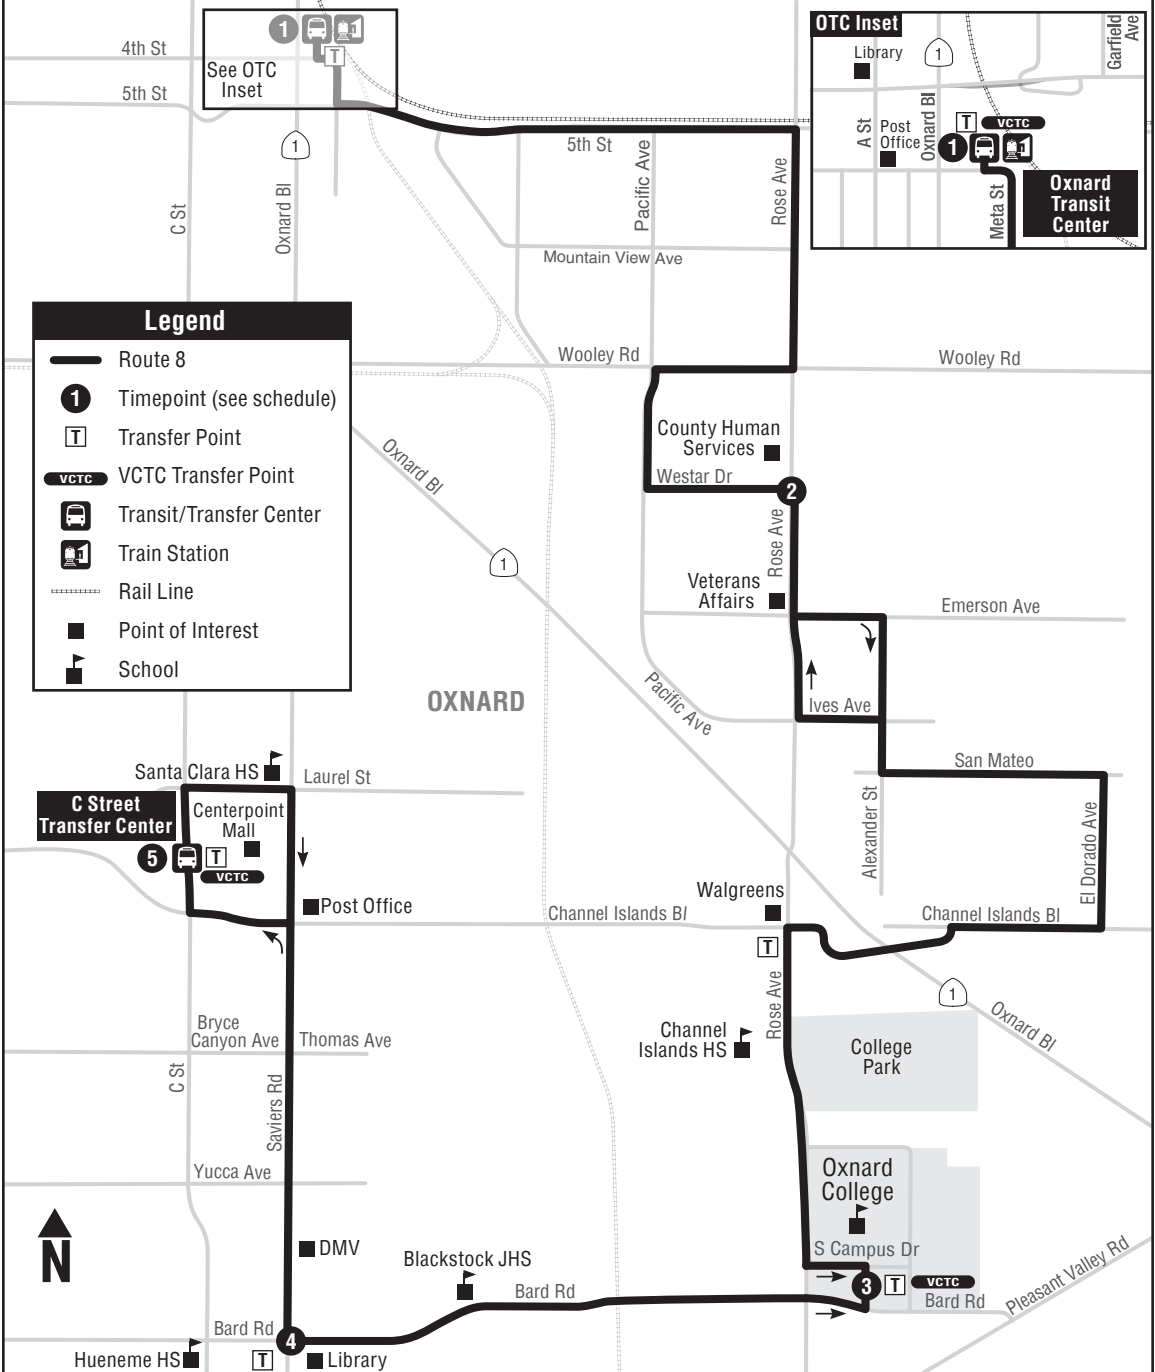 1
T
4th St
5th St
See OTC
Inset
1
C St
Oxnard Bl
5th St
Pacific Ave
Rose Ave
Mountain View Ave
OTC Inset
Library
1
Garfield
Ave
A St
Post
Office
Oxnard Bl
T
VCTC
1
Meta St
Oxnard
Transit
Center
Legend
Route 8
1
Timepoint (see schedule)
T
Transfer Point
VCTC
VCTC Transfer Point
Transit/Transfer Center
Train Station
Rail Line
Point of Interest
School
Wooley Rd
Wooley Rd
County Human
Services
Westar Dr
2
Oxnard Bl
1
Rose Ave
Veterans
Affairs
Emerson Ave
Ives Ave
Pacific Ave
OXNARD
San Mateo
Alexander St
El Dorado Ave
Santa Clara HS
Laurel St
C Street
Transfer Center
Centerpoint
Mall
5
T
VCTC
Post Office
Channel Islands Bl
Walgreens
Channel Islands Bl
T
Rose Ave
1
Oxnard Bl
Channel
Islands HS
College
Park
Bryce
Canyon Ave
Thomas Ave
C St
Saviers Rd
Yucca Ave
Oxnard
College
S Campus Dr
N
DMV
Blackstock JHS
Bard Rd
3
T
VCTC
Bard Rd
Pleasant Valley Rd
Bard Rd
4
Hueneme HS
T
Library